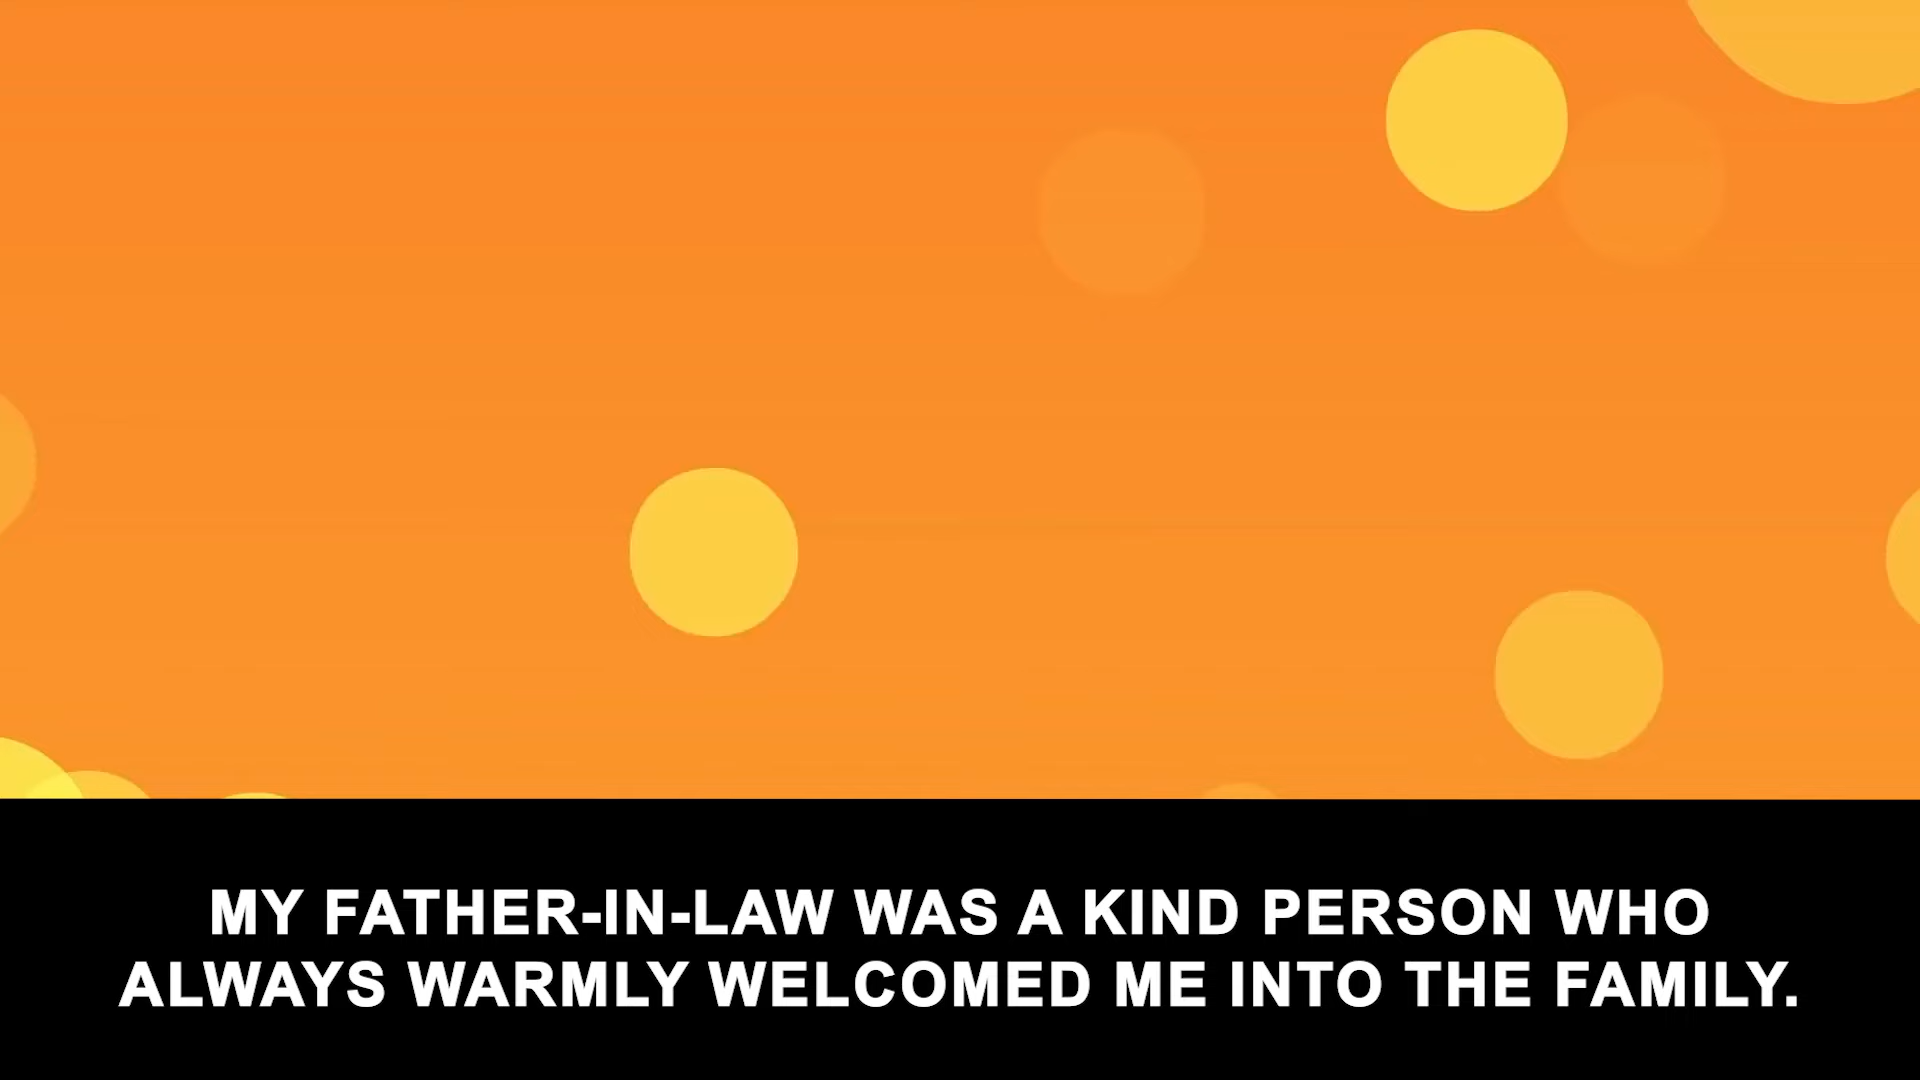 MY FATHER-IN-LAW WAS A KIND PERSON WHO
ALWAYS WARMLY WELCOMED ME INTO THE FAMILY.